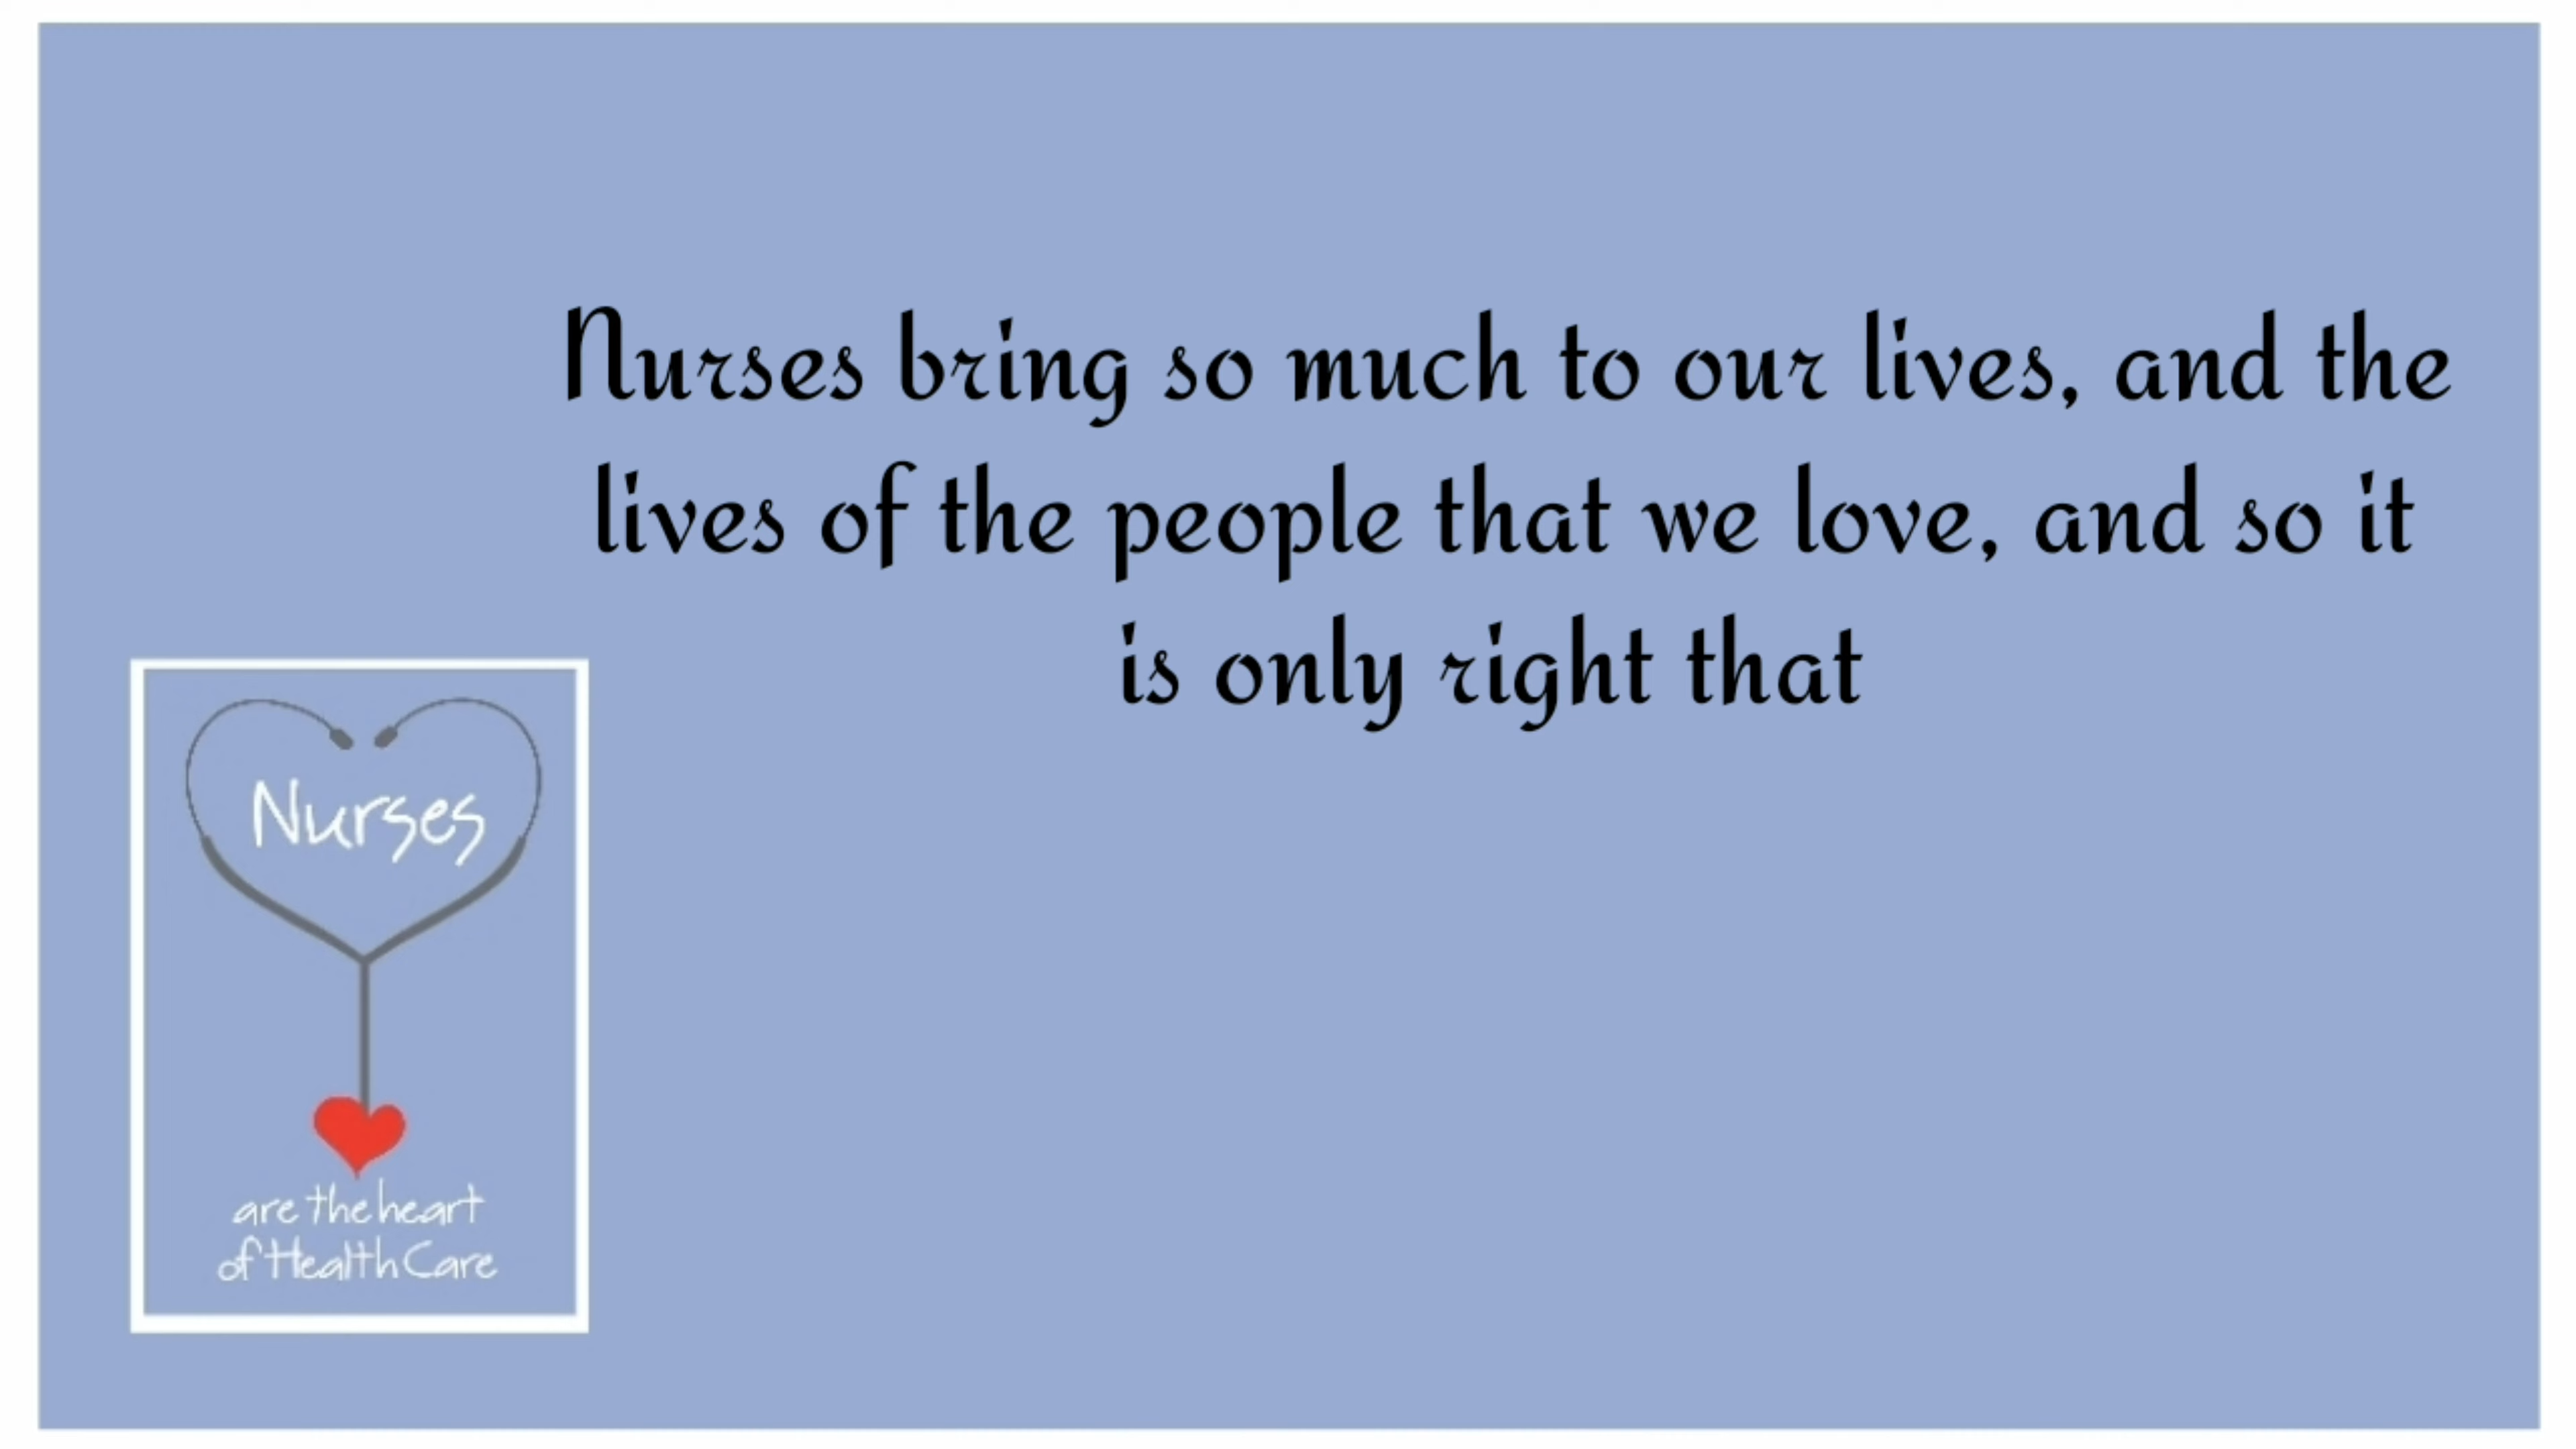 Nurses bring so much to our lives, and the
lives of the people that we love, and so it
is only right that
Nurses
are the heart
of Health Care